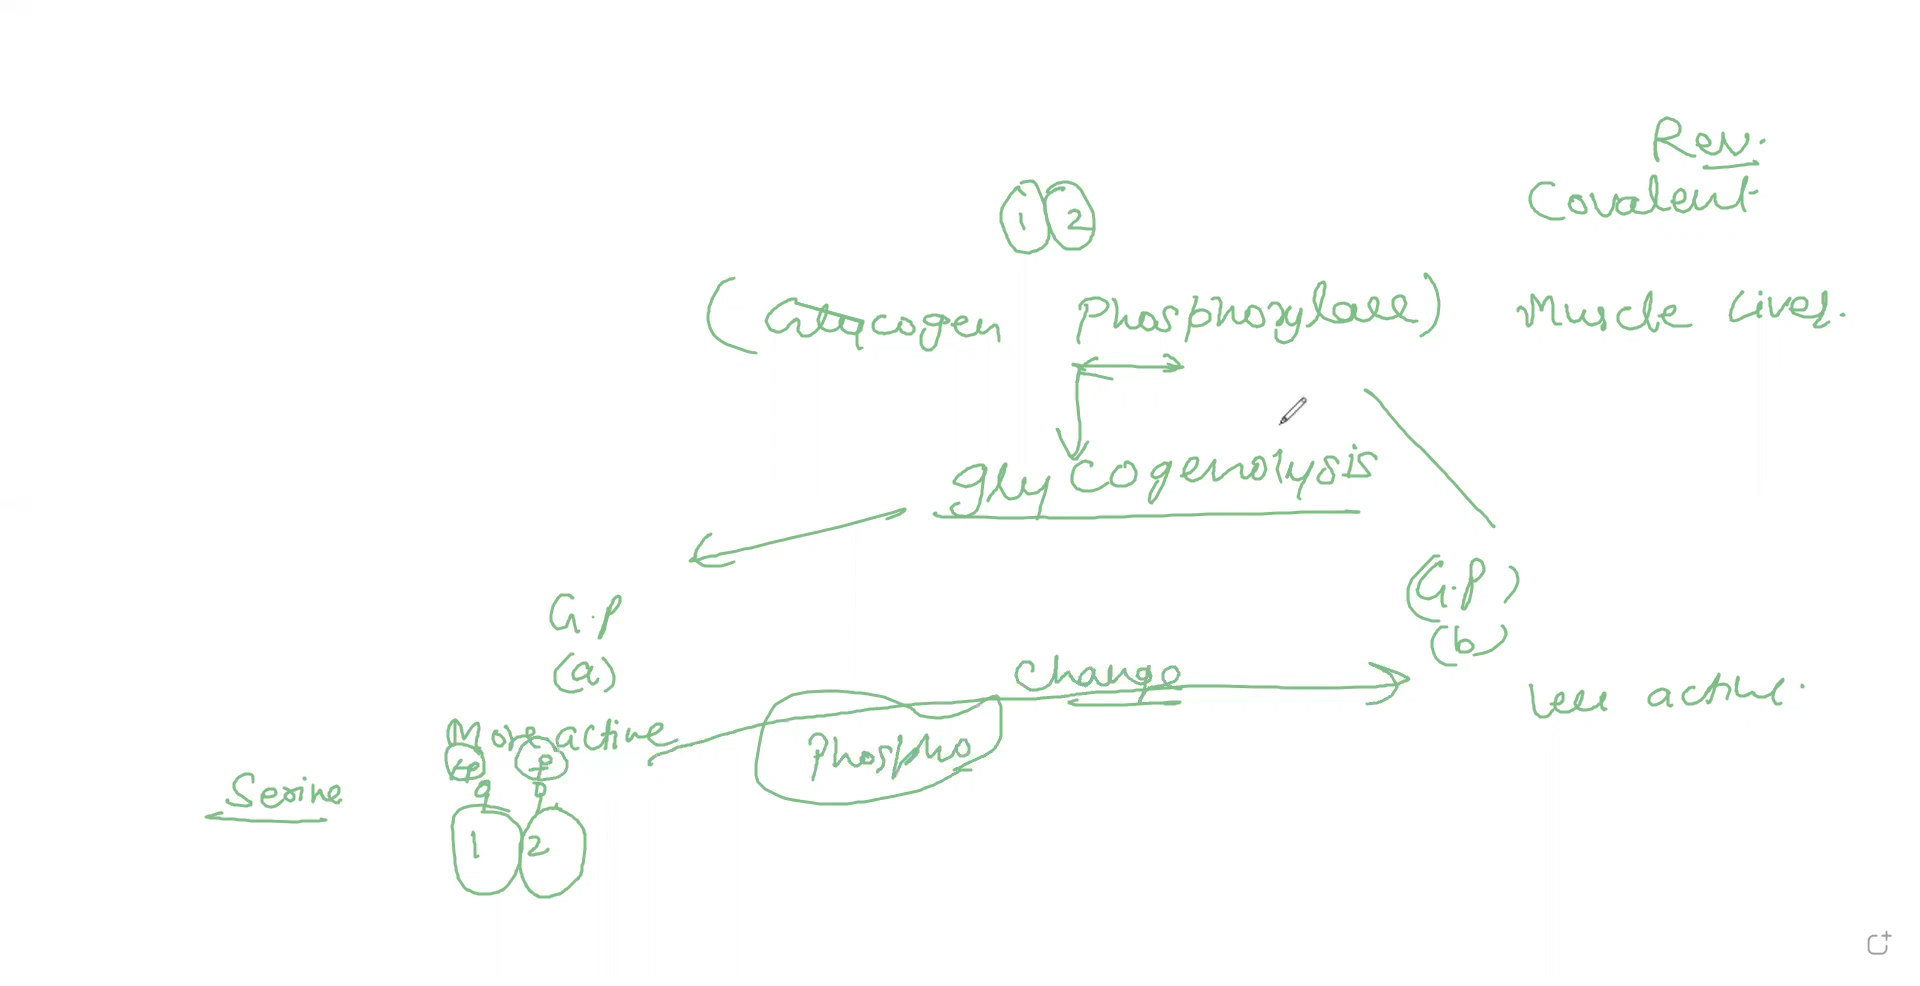 Rev.
Covalent
1 2
(Glycogen Phosphorylase) Muscle Liver.
Glycogenolysis
G.P
(a)
(G.P)
(b)
Change
More active
Less active.
Phospho
P P
Serine
1 2